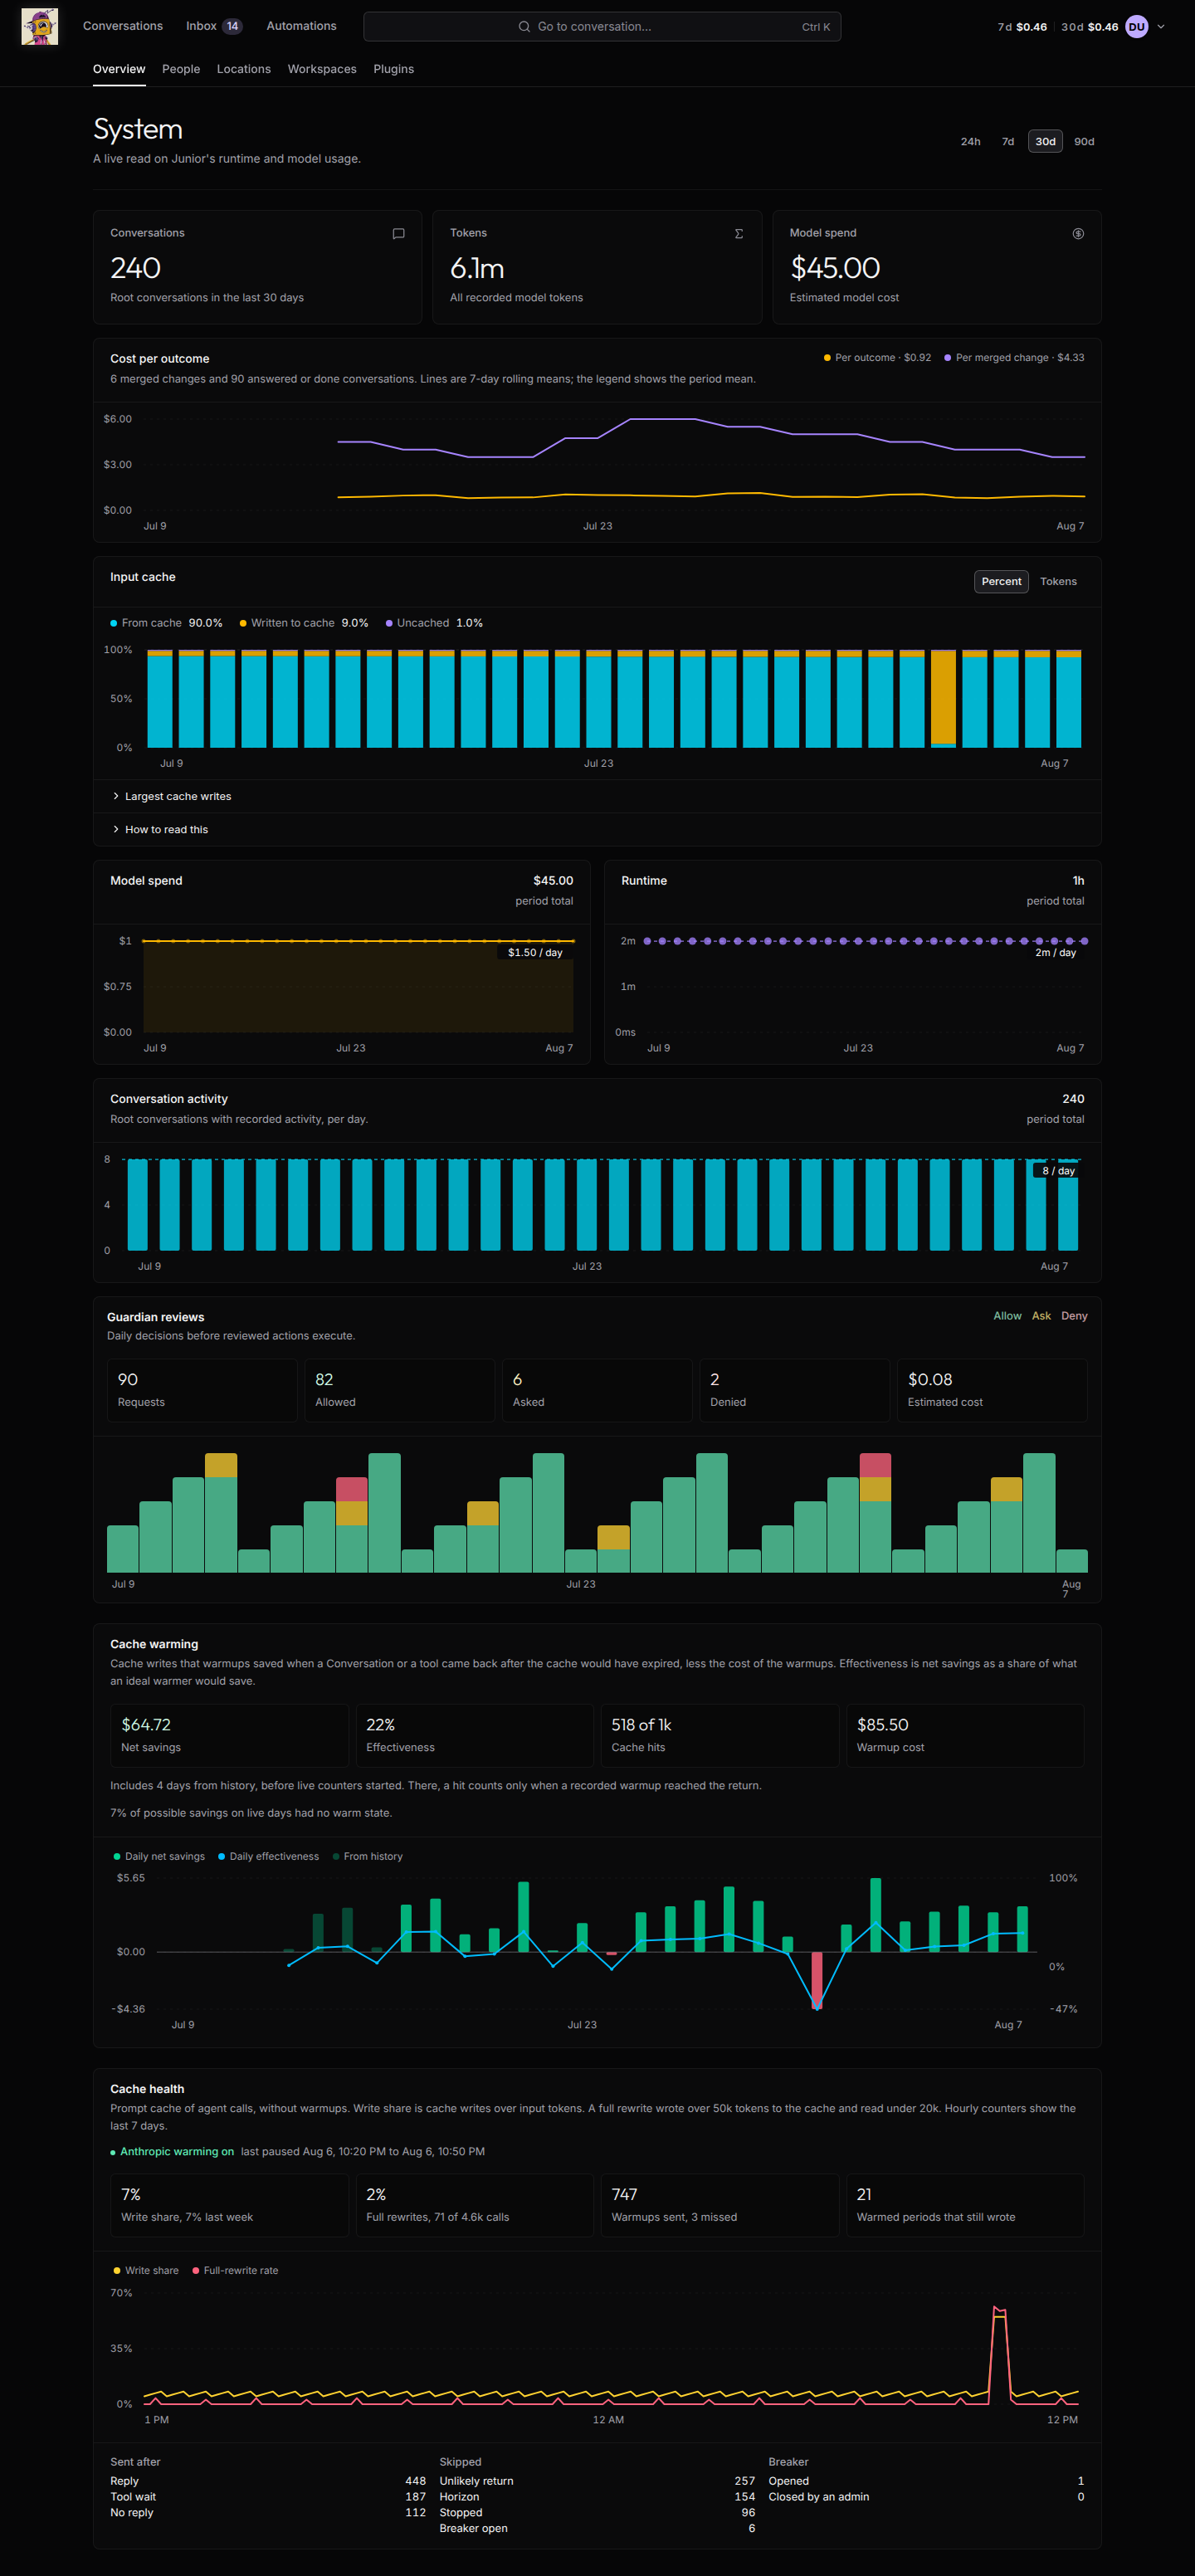 Conversations Inbox 14 Automations Go to conversation... Ctrl K 7d $0.46 30d $0.46 DU
Overview People Locations Workspaces Plugins
System
A live read on Junior's runtime and model usage.
24h 7d 30d 90d
Conversations
240
Root conversations in the last 30 days
Tokens
6.1m
All recorded model tokens
Model spend
$45.00
Estimated model cost
Cost per outcome
Per outcome · $0.92 Per merged change · $4.33
6 merged changes and 90 answered or done conversations. Lines are 7-day rolling means; the legend shows the period mean.
$6.00
$3.00
$0.00
Jul 9 Jul 23 Aug 7
Input cache
Percent Tokens
From cache 90.0% Written to cache 9.0% Uncached 1.0%
100%
50%
0%
Jul 9 Jul 23 Aug 7
Largest cache writes
How to read this
Model spend
$45.00
period total
$1
$1.50 / day
$0.75
$0.00
Jul 9 Jul 23 Aug 7
Runtime
1h
period total
2m
2m / day
1m
0ms
Jul 9 Jul 23 Aug 7
Conversation activity
240
Root conversations with recorded activity, per day.
period total
8
8 / day
4
0
Jul 9 Jul 23 Aug 7
Guardian reviews
Allow Ask Deny
Daily decisions before reviewed actions execute.
90
Requests
82
Allowed
6
Asked
2
Denied
$0.08
Estimated cost
Jul 9 Jul 23 Aug
7
Cache warming
Cache writes that warmups saved when a Conversation or a tool came back after the cache would have expired, less the cost of the warmups. Effectiveness is net savings as a share of what
an ideal warmer would save.
$64.72
Net savings
22%
Effectiveness
518 of 1k
Cache hits
$85.50
Warmup cost
Includes 4 days from history, before live counters started. There, a hit counts only when a recorded warmup reached the return.
7% of possible savings on live days had no warm state.
Daily net savings Daily effectiveness From history
$5.65 100%
$0.00
0%
-$4.36 -47%
Jul 9 Jul 23 Aug 7
Cache health
Prompt cache of agent calls, without warmups. Write share is cache writes over input tokens. A full rewrite wrote over 50k tokens to the cache and read under 20k. Hourly counters show the
last 7 days.
Anthropic warming on last paused Aug 6, 10:20 PM to Aug 6, 10:50 PM
7%
Write share, 7% last week
2%
Full rewrites, 71 of 4.6k calls
747
Warmups sent, 3 missed
21
Warmed periods that still wrote
Write share Full-rewrite rate
70%
35%
0%
1 PM 12 AM 12 PM
Sent after
Reply 448
Tool wait 187
No reply 112
Skipped
Unlikely return 257
Horizon 154
Stopped 96
Breaker open 6
Breaker
Opened 1
Closed by an admin 0